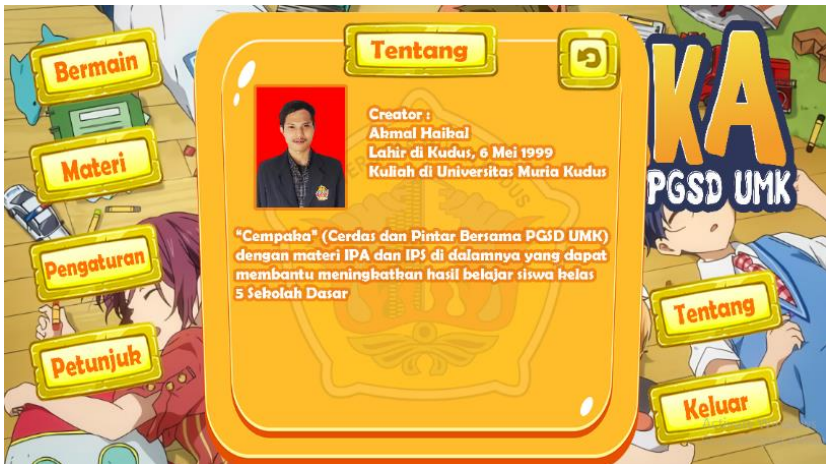 Tentang
Bermain
Materi
Pengaturan
Petunjuk
Creator :
Akmal Haikal
Lahir di Kudus, 6 Mei 1999
Kuliah di Universitas Muria Kudus
"Cempaka" (Cerdas dan Pintar Bersama PGSD UMK)
dengan materi IPA dan IPS di dalamnya yang dapat
membantu meningkatkan hasil belajar siswa kelas
5 Sekolah Dasar
KA
PGSD UMK
Tentang
Keluar